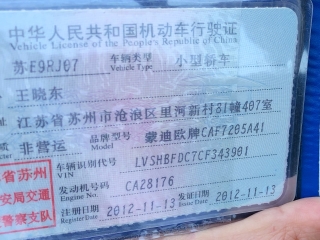 中华人民共和国机动车行驶证
Vehicle License of the People's Republic of China
苏E9RJ07 车辆类型 Vehicle Type 小型轿车
王晓东
江苏省苏州市沧浪区里河新村81幢407室
非营运 品牌型号 蒙迪欧牌CAF7205A41
车辆识别代号 VIN LVSHBFDC7CF343901
省苏州
安局交通
警察支队
发动机号码 Engine No. CA28176
注册日期 Register Date 2012-11-13 发证日期 Issue Date 2012-11-13